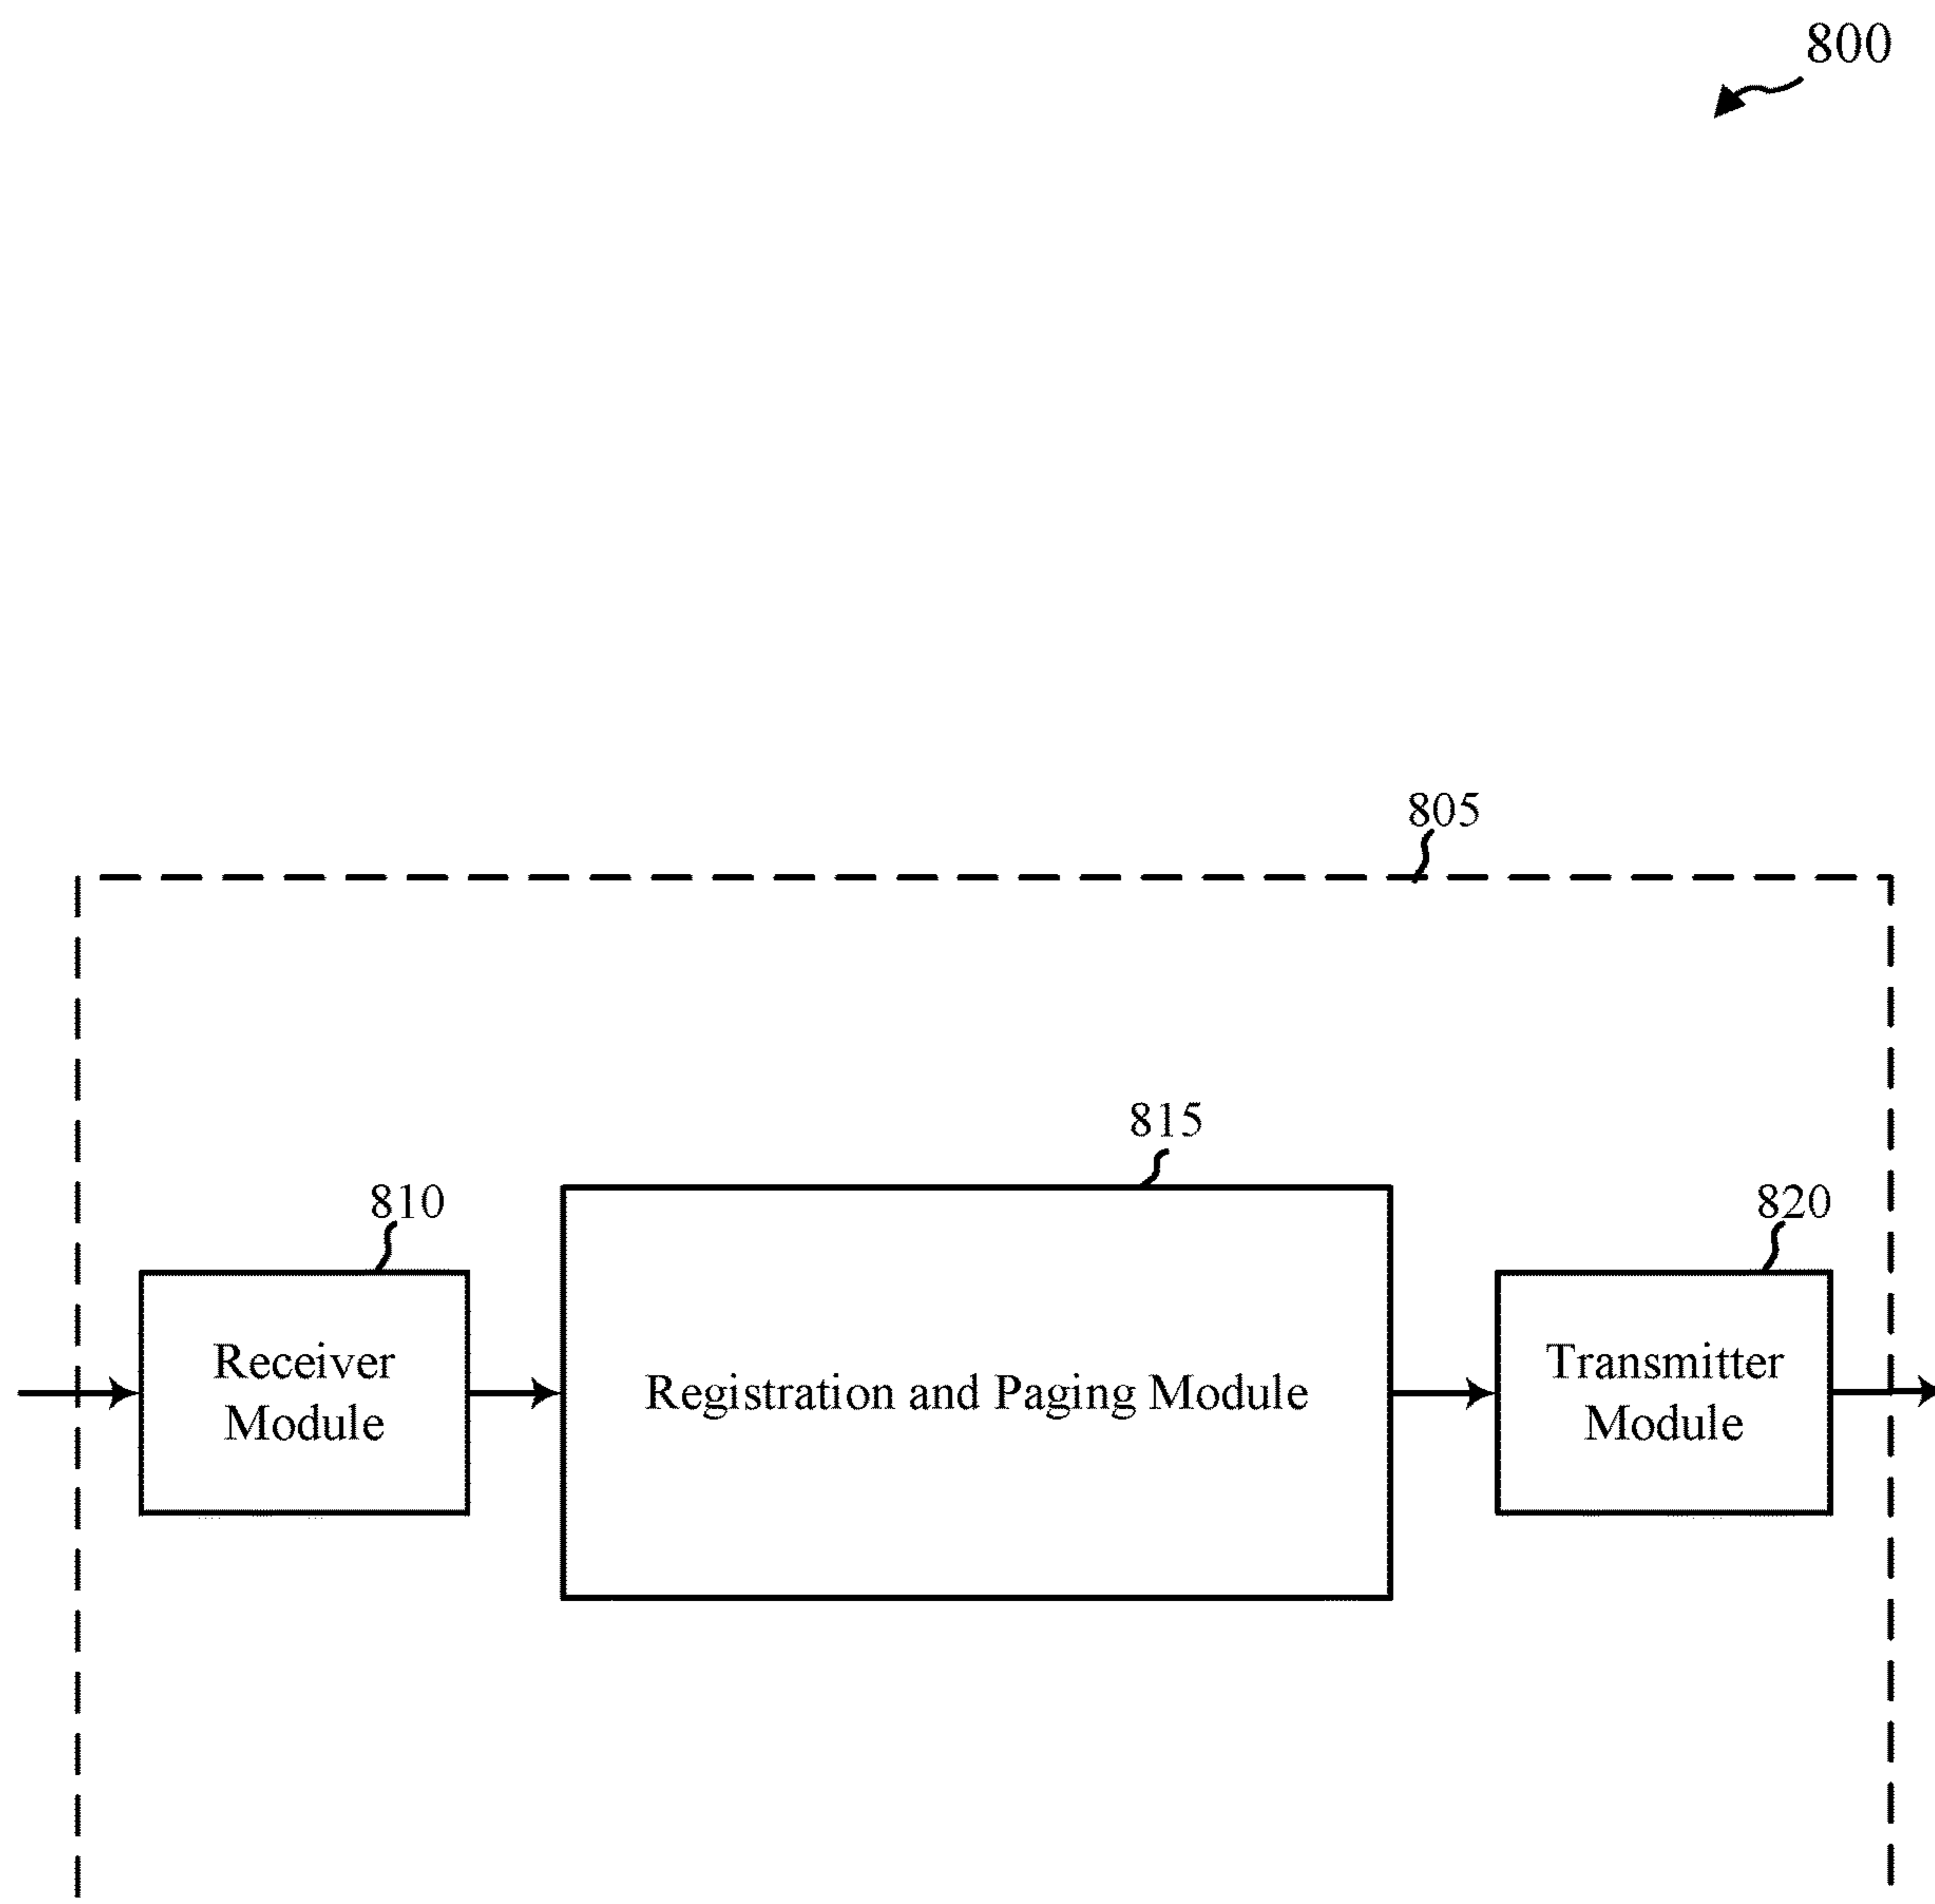 800
805
815
810
820
Receiver
Module
Registration and Paging Module
Transmitter
Module